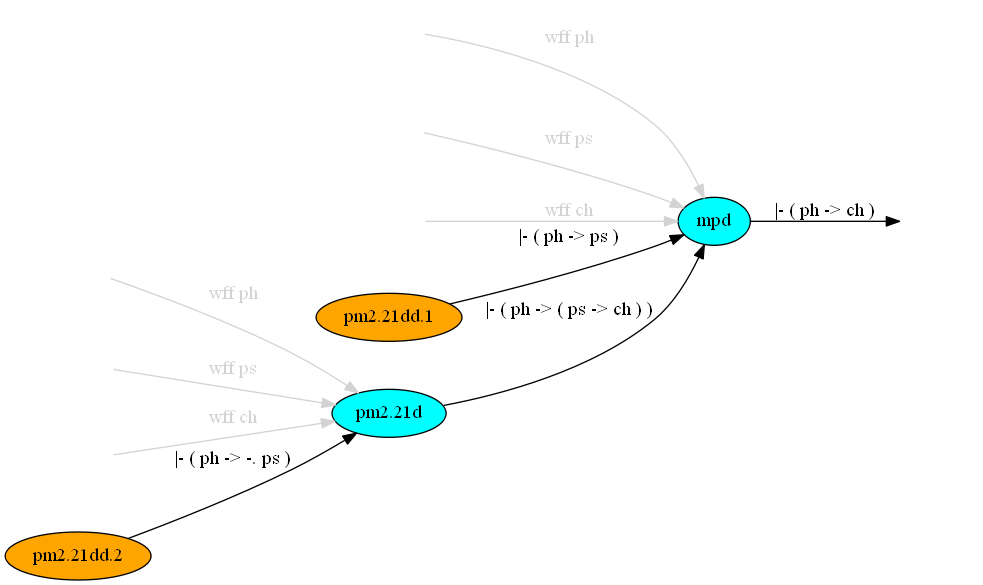 wff ph
wff ps
wff ch
|- ( ph -> ch )
mpd
|- ( ph -> ps )
wff ph
pm2.21dd.1
|- ( ph -> ( ps -> ch ) )
wff ps
pm2.21d
wff ch
|- ( ph -> -. ps )
pm2.21dd.2